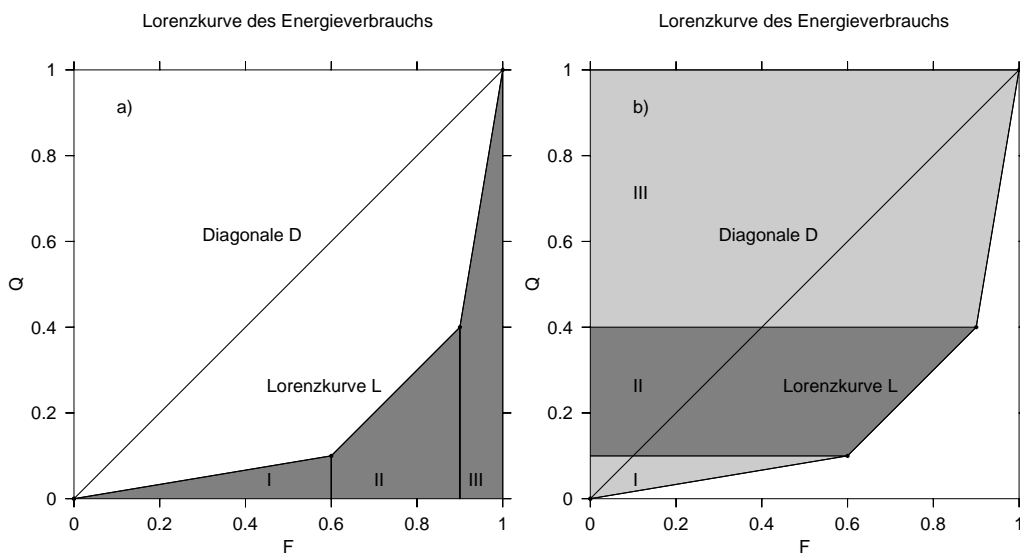 Lorenzkurve des Energieverbrauchs
a)
Diagonale D
Lorenzkurve L
I
II
III
Q
1
0.8
0.6
0.4
0.2
0
0 0.2 0.4 0.6 0.8 1
F
Lorenzkurve des Energieverbrauchs
b)
III
Diagonale D
II
Lorenzkurve L
I
Q
1
0.8
0.6
0.4
0.2
0
0 0.2 0.4 0.6 0.8 1
F